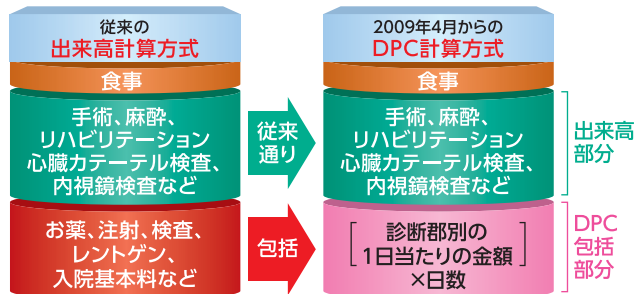 従来の
出来高計算方式
食事
手術、麻酔、
リハビリテーション
心臓カテーテル検査、
内視鏡検査など
お薬、注射、検査、
レントゲン、
入院基本料など
従来
通り
包括
2009年4月からの
DPC計算方式
食事
手術、麻酔、
リハビリテーション
心臓カテーテル検査、
内視鏡検査など
診断郡別の
1日当たりの金額
×日数
出来高
部分
DPC
包括
部分